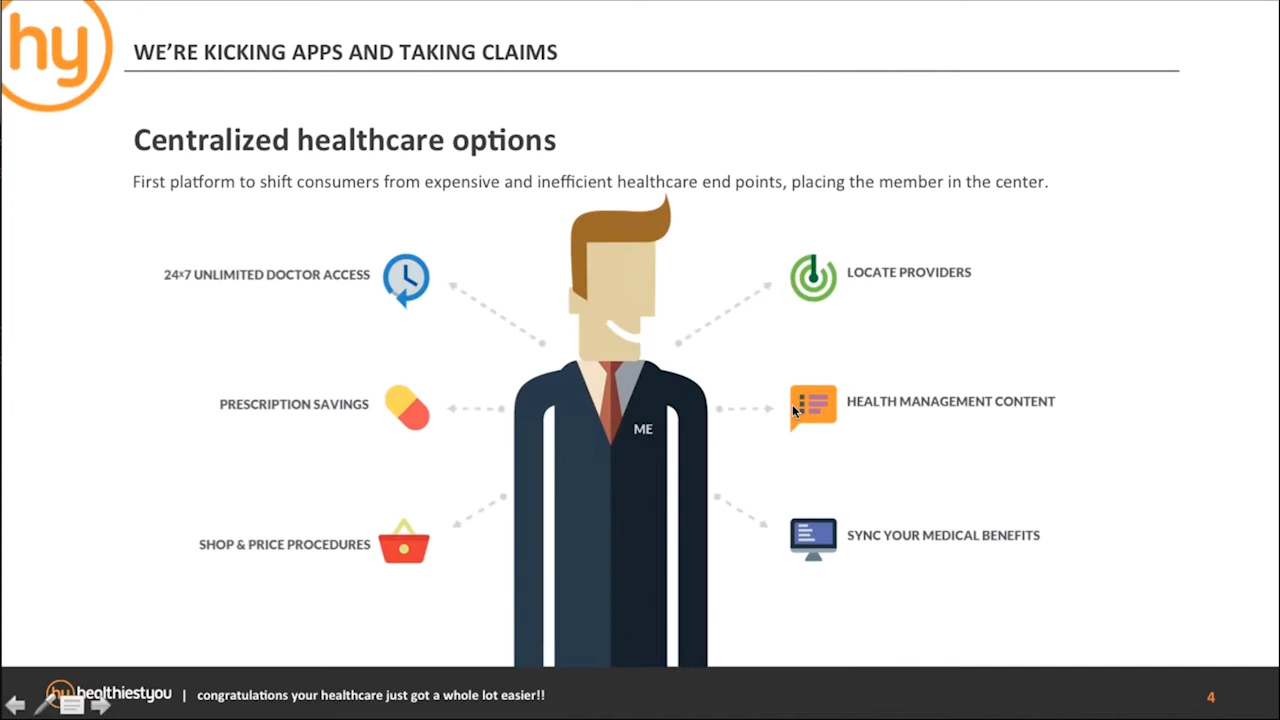 hy
WE’RE KICKING APPS AND TAKING CLAIMS
Centralized healthcare options
First platform to shift consumers from expensive and inefficient healthcare end points, placing the member in the center.
24x7 UNLIMITED DOCTOR ACCESS
LOCATE PROVIDERS
PRESCRIPTION SAVINGS
HEALTH MANAGEMENT CONTENT
ME
SHOP & PRICE PROCEDURES
SYNC YOUR MEDICAL BENEFITS
hy healthiestyou | congratulations your healthcare just got a whole lot easier!!
4